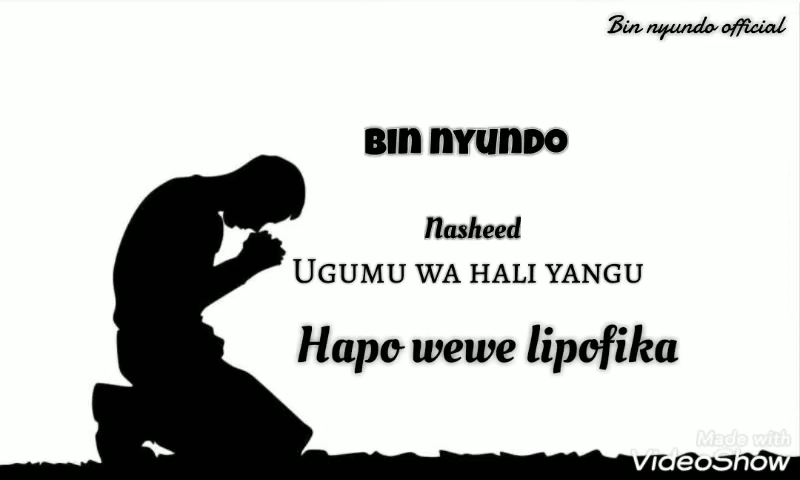 Bin nyundo official
Bin nyundo
Nasheed
Ugumu wa hali yangu
Hapo wewe lipofika
Made with
VideoShow